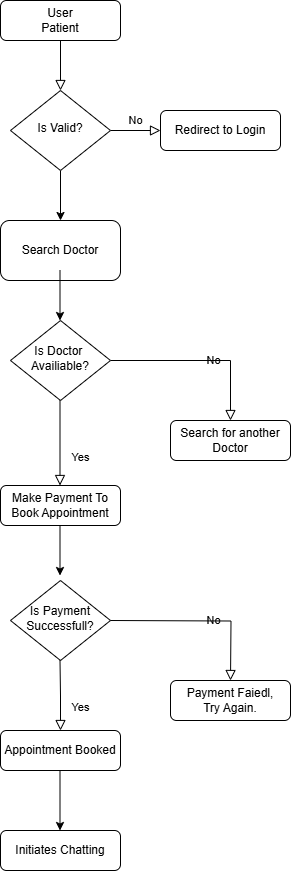 User
Patient
Is Valid?
No
Redirect to Login
Search Doctor
Is Doctor
Availiable?
No
Search for another
Doctor
Yes
Make Payment To
Book Appointment
Is Payment
Successfull?
No
Payment Faiedl,
Try Again.
Yes
Appointment Booked
Initiates Chatting